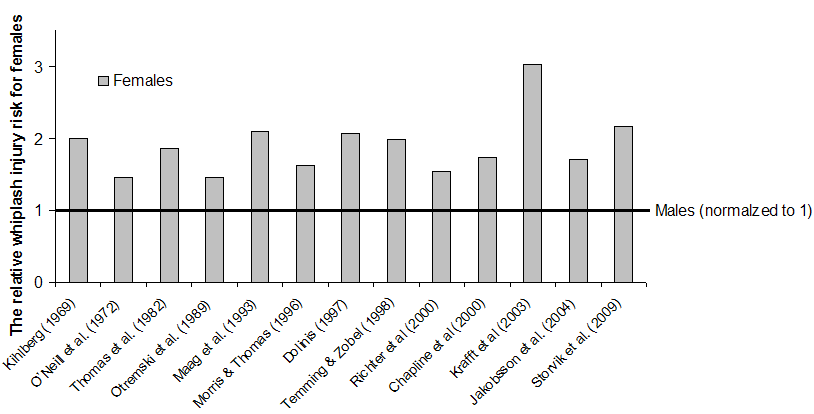 The relative whiplash injury risk for females
3
2
1
0
Females
Males (normalzed to 1)
Kihlberg (1969)
O´Neill et al. (1972)
Thomas et al. (1982)
Otremski et al. (1989)
Maag et al. (1993)
Morris & Thomas (1996)
Dolinis (1997)
Temming & Zobel (1998)
Richter et al (2000)
Chapline et al (2000)
Krafft et al (2003)
Jakobsson et al. (2004)
Storvik et al. (2009)